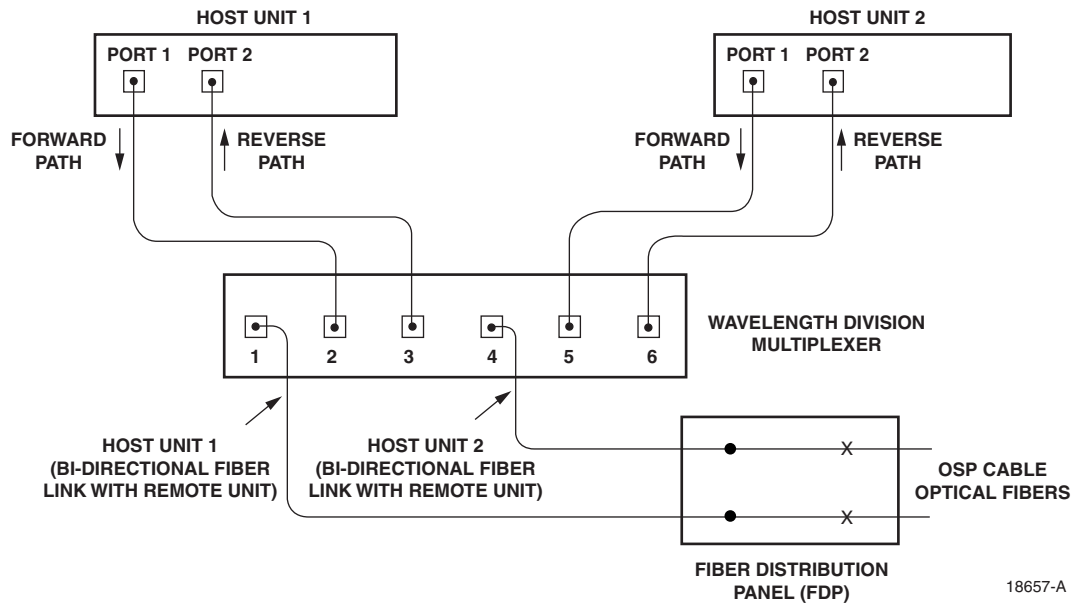 HOST UNIT 1
HOST UNIT 2
PORT 1 PORT 2
PORT 1 PORT 2
FORWARD
PATH
REVERSE
PATH
FORWARD
PATH
REVERSE
PATH
1 2 3 4 5 6
WAVELENGTH DIVISION
MULTIPLEXER
HOST UNIT 1
(BI-DIRECTIONAL FIBER
LINK WITH REMOTE UNIT)
HOST UNIT 2
(BI-DIRECTIONAL FIBER
LINK WITH REMOTE UNIT)
X
X
OSP CABLE
OPTICAL FIBERS
FIBER DISTRIBUTION
PANEL (FDP)
18657-A